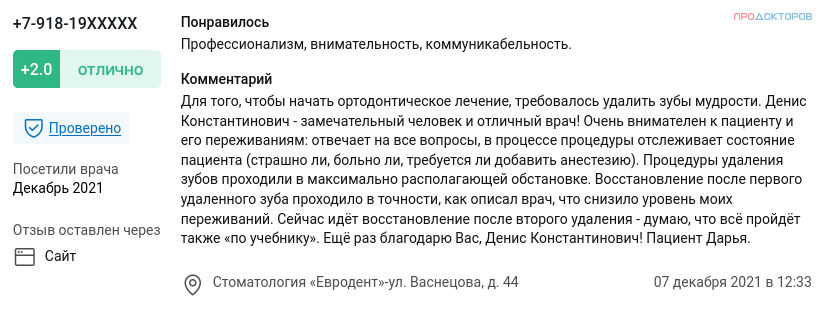 +7-918-19XXXXX
+2.0 ОТЛИЧНО
Проверено
Посетили врача
Декабрь 2021
Отзыв оставлен через
Сайт
ПРОДОКТОРОВ
Понравилось
Профессионализм, внимательность, коммуникабельность.
Комментарий
Для того, чтобы начать ортодонтическое лечение, требовалось удалить зубы мудрости. Денис
Константинович - замечательный человек и отличный врач! Очень внимателен к пациенту и
его переживаниям: отвечает на все вопросы, в процессе процедуры отслеживает состояние
пациента (страшно ли, больно ли, требуется ли добавить анестезию). Процедуры удаления
зубов проходили в максимально располагающей обстановке. Восстановление после первого
удаленного зуба проходило в точности, как описал врач, что снизило уровень моих
переживаний. Сейчас идёт восстановление после второго удаления - думаю, что всё пройдёт
также «по учебнику». Ещё раз благодарю Вас, Денис Константинович! Пациент Дарья.
Стоматология «Евродент»-ул. Васнецова, д. 44
07 декабря 2021 в 12:33